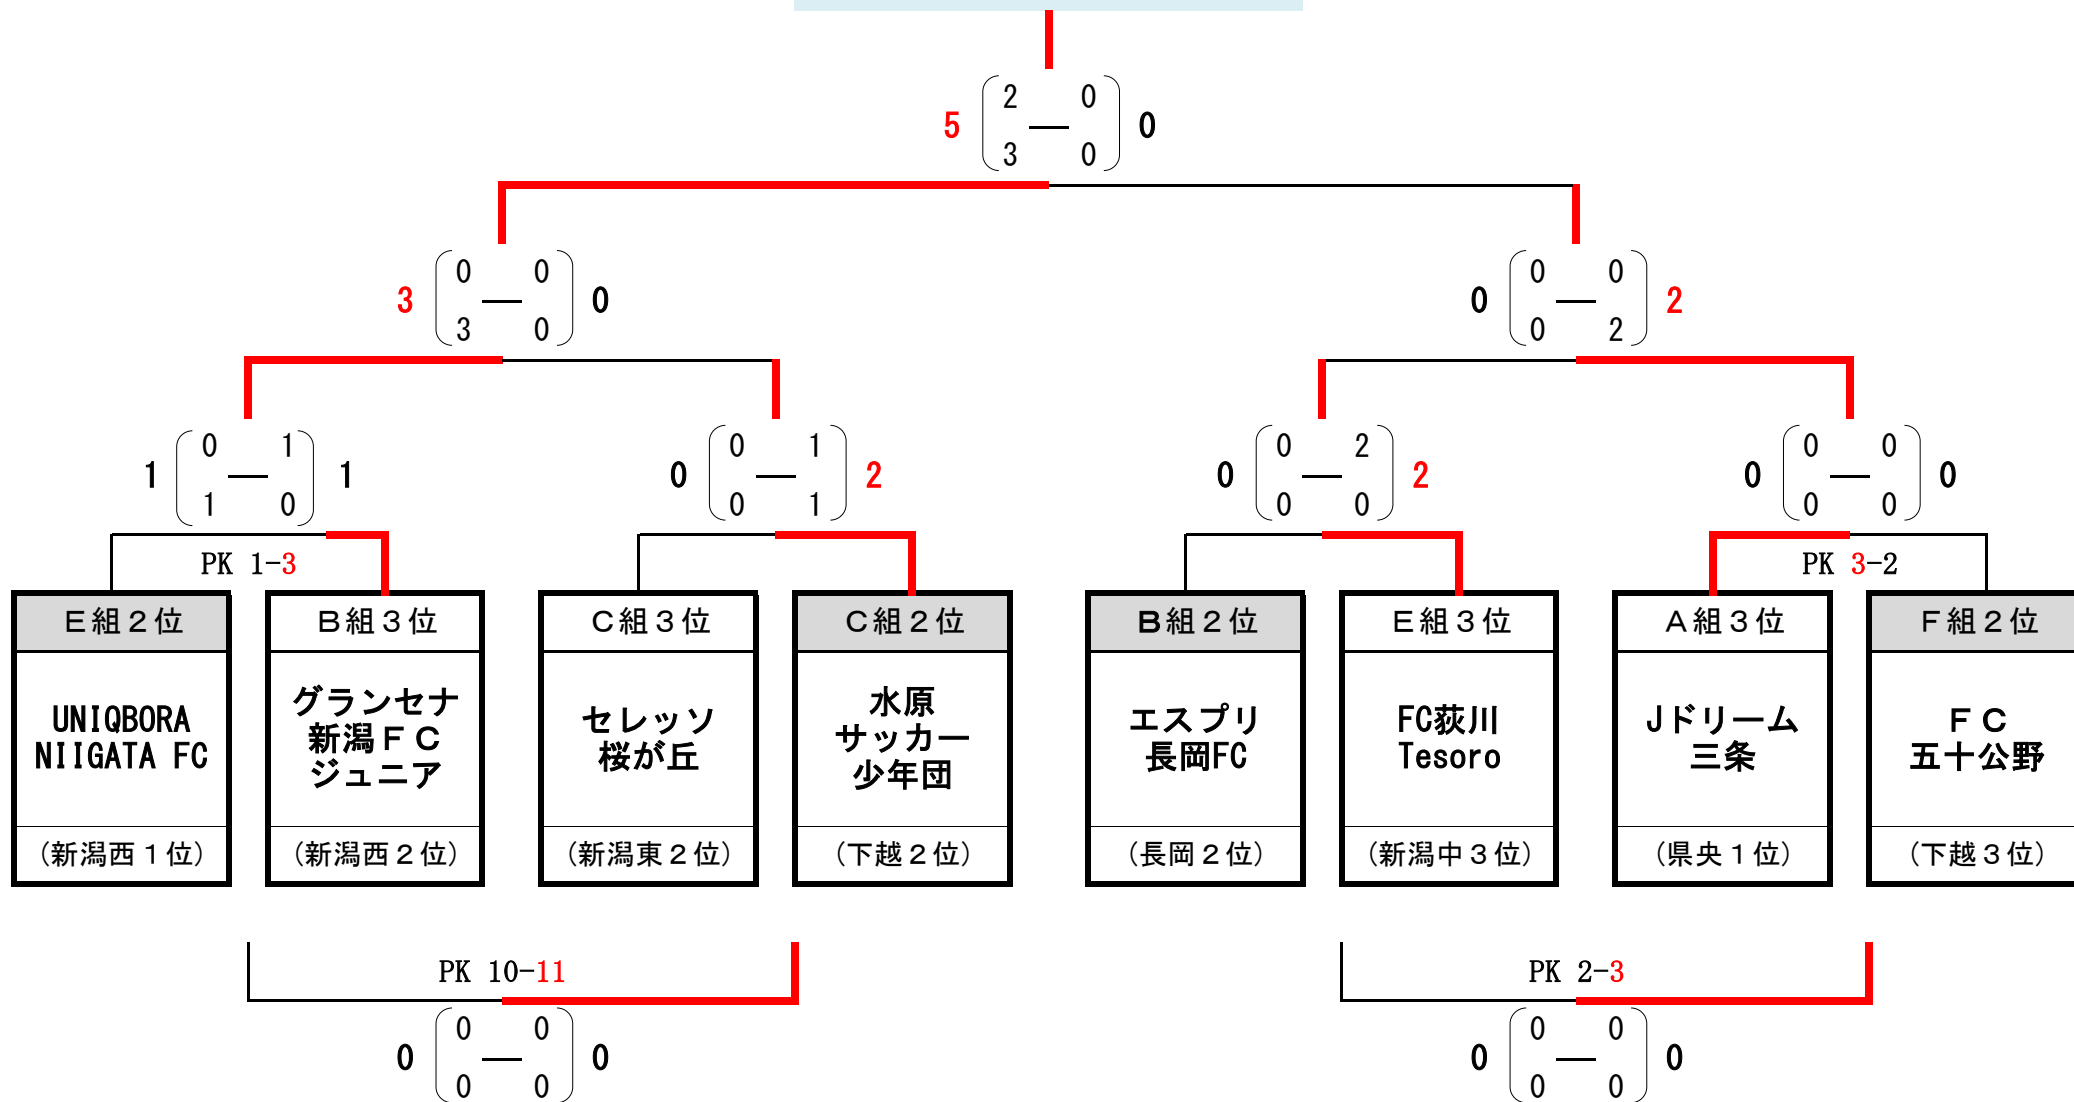 2 0
5 — 0
3 0
0 0
3 — 0
3 0
0 0
0 — 2
0 2
0 1
1 — 1
1 0
0 1
0 — 2
0 1
0 2
0 — 2
0 0
0 0
0 — 0
0 0
PK 1-3
PK 3-2
E組2位
UNIQBORA
NIIGATA FC
(新潟西1位)
B組3位
グランセナ
新潟FC
ジュニア
(新潟西2位)
C組3位
セレッソ
桜が丘
(新潟東2位)
C組2位
水原
サッカー
少年団
(下越2位)
B組2位
エスプリ
長岡FC
(長岡2位)
E組3位
FC荻川
Tesoro
(新潟中3位)
A組3位
Jドリーム
三条
(県央1位)
F組2位
FC
五十公野
(下越3位)
PK 10-11
0 0
0 — 0
0 0
PK 2-3
0 0
0 — 0
0 0